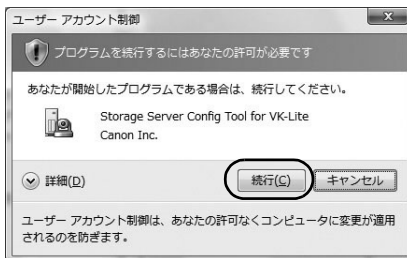 ユーザー アカウント制御
プログラムを続行するにはあなたの許可が必要です
あなたが開始したプログラムである場合は、続行してください。
Storage Server Config Tool for VK-Lite
Canon Inc.
詳細(D)
続行(C)
キャンセル
ユーザー アカウント制御は、あなたの許可なくコンピュータに変更が適用
されるのを防ぎます。